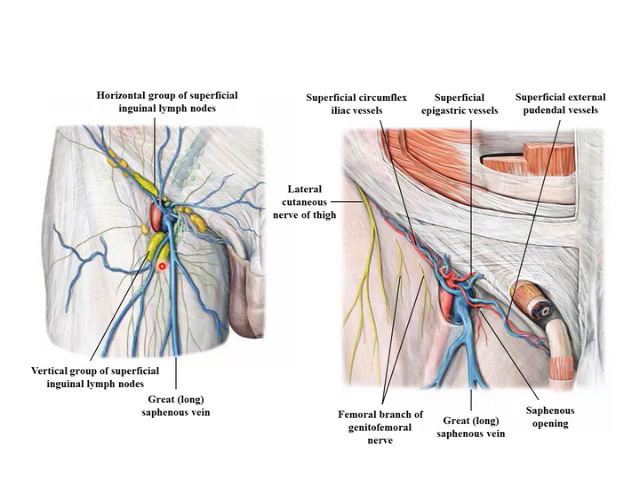 Horizontal group of superficial
inguinal lymph nodes
Superficial circumflex
iliac vessels
Superficial
epigastric vessels
Superficial external
pudendal vessels
Lateral
cutaneous
nerve of thigh
Vertical group of superficial
inguinal lymph nodes
Great (long)
saphenous vein
Femoral branch of
genitofemoral
nerve
Great (long)
saphenous vein
Saphenous
opening